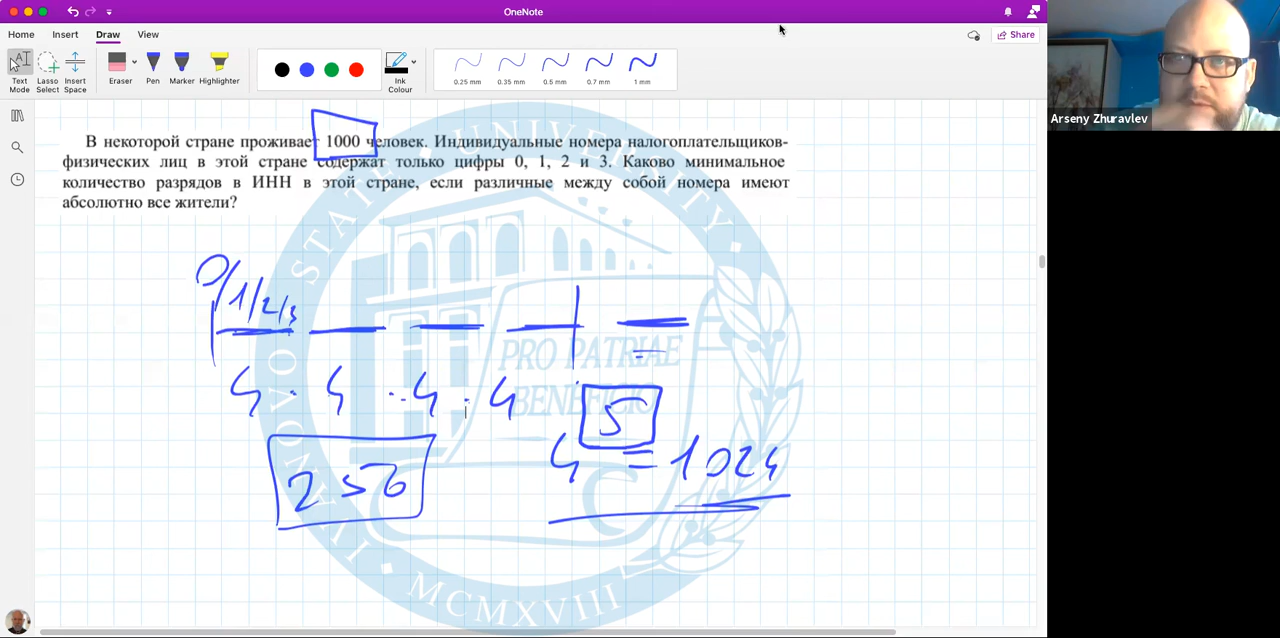 OneNote
Home Insert Draw View
Share
Text Mode
Lasso Select
Insert Space
Eraser
Pen
Marker
Highlighter
Ink Colour
0.25 mm
0.35 mm
0.5 mm
0.7 mm
1 mm
Arseny Zhuravlev
В некоторой стране проживает 1000 человек. Индивидуальные номера налогоплательщиков-
физических лиц в этой стране содержат только цифры 0, 1, 2 и 3. Каково минимальное
количество разрядов в ИНН в этой стране, если различные между собой номера имеют
абсолютно все жители?
0/1/2/3
4 · 4 · 4 · 4
256
4^5 = 1024
IVANOVO STATE UNIVERSITY
PRO PATRIAE
BENEFICIO
MCMXVIII